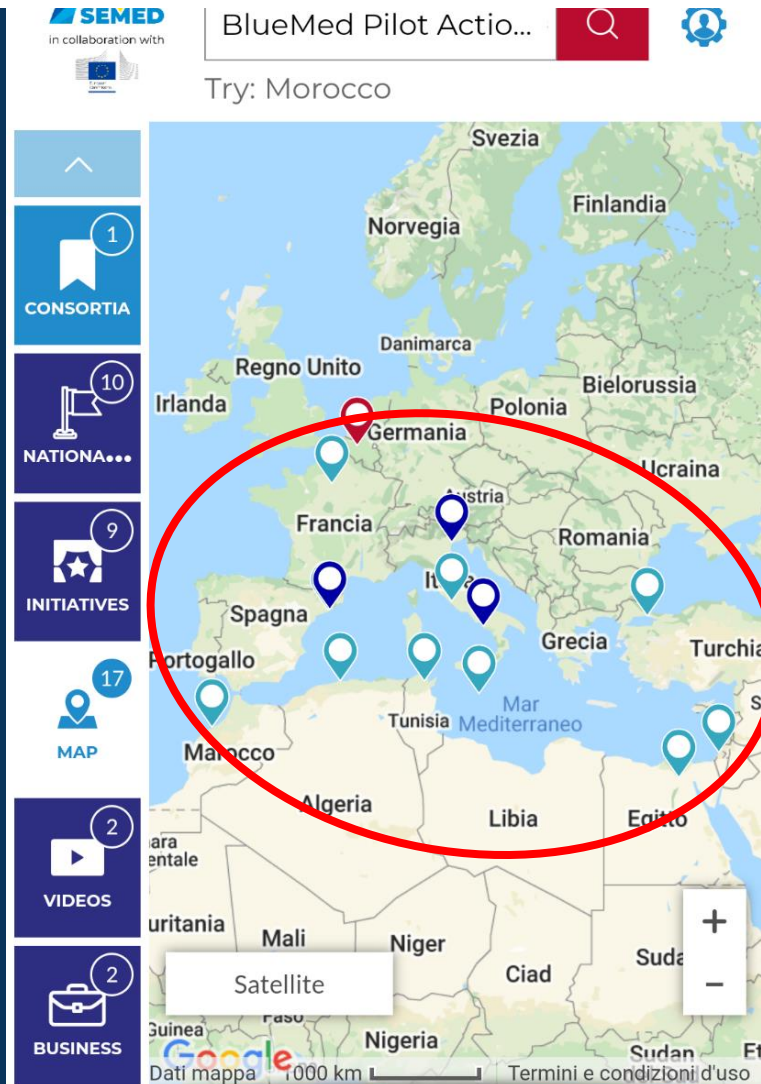 SEMED
in collaboration with
BlueMed Pilot Actio...
Try: Morocco
1
CONSORTIA
10
NATIONA...
9
INITIATIVES
17
MAP
2
VIDEOS
2
BUSINESS
Svezia
Finlandia
Norvegia
Danimarca
Regno Unito
Bielorussia
Irlanda
Polonia
Germania
Ucraina
Austria
Francia
Romania
Spagna
Grecia
Turchia
Portogallo
Mar
Mediterraneo
Tunisia
Marocco
Algeria
Libia
Egitto
Mali
Niger
Ciad
Satellite
+
−
Guinea
Nigeria
Sudan
Google
Dati mappa
1000 km
Termini e condizioni d'uso